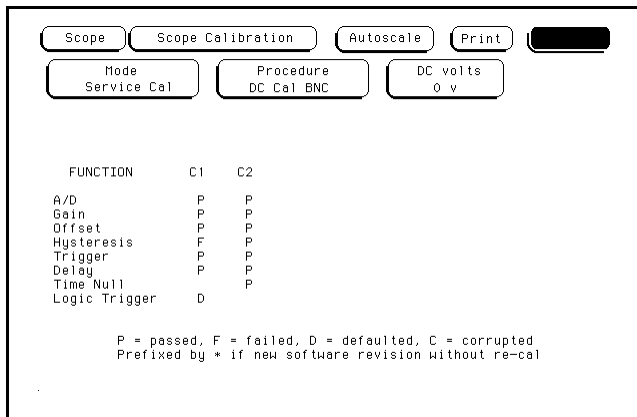 Scope Scope Calibration Autoscale Print
Mode Procedure DC volts
Service Cal DC Cal BNC 0 v
FUNCTION C1 C2
A/D P P
Gain P P
Offset P P
Hysteresis F P
Trigger P P
Delay P P
Time Null P
Logic Trigger D
P = passed, F = failed, D = defaulted, C = corrupted
Prefixed by * if new software revision without re-cal